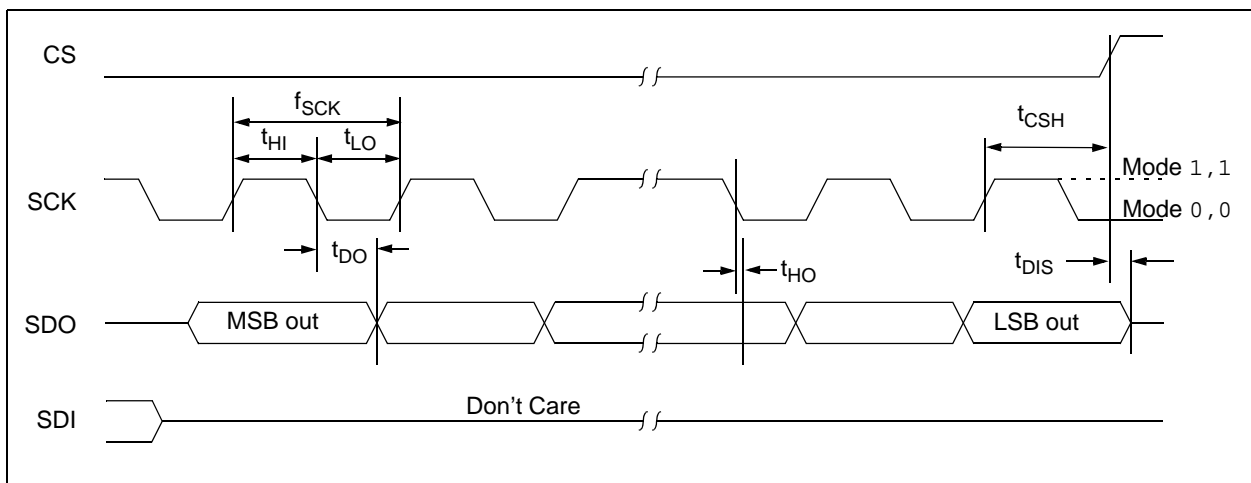 CS
fSCK
tHI
tLO
tCSH
Mode 1,1
SCK
Mode 0,0
tDO
tHO
tDIS
SDO
MSB out
LSB out
SDI
Don't Care